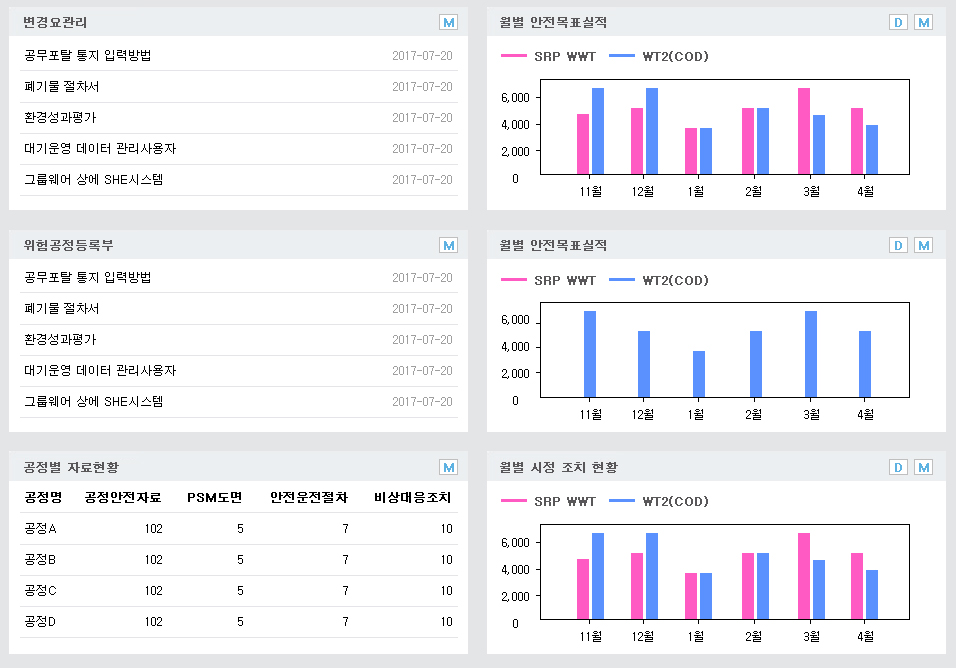 변경요관리 M
공무포탈 통지 입력방법 2017-07-20
폐기물 절차서 2017-07-20
환경성과평가 2017-07-20
대기운영 데이터 관리사용자 2017-07-20
그룹웨어 상에 SHE시스템 2017-07-20
월별 안전목표실적 D M
SRP ₩WT ₩T2(COD)
6,000
4,000
2,000
0
11월 12월 1월 2월 3월 4월
위험공정등록부 M
공무포탈 통지 입력방법 2017-07-20
폐기물 절차서 2017-07-20
환경성과평가 2017-07-20
대기운영 데이터 관리사용자 2017-07-20
그룹웨어 상에 SHE시스템 2017-07-20
월별 안전목표실적 D M
SRP ₩WT ₩T2(COD)
6,000
4,000
2,000
0
11월 12월 1월 2월 3월 4월
공정별 자료현황 M
공정명 공정안전자료 PSM도면 안전운전절차 비상대응조치
공정A 102 5 7 10
공정B 102 5 7 10
공정C 102 5 7 10
공정D 102 5 7 10
월별 시정 조치 현황 D M
SRP ₩WT ₩T2(COD)
6,000
4,000
2,000
0
11월 12월 1월 2월 3월 4월